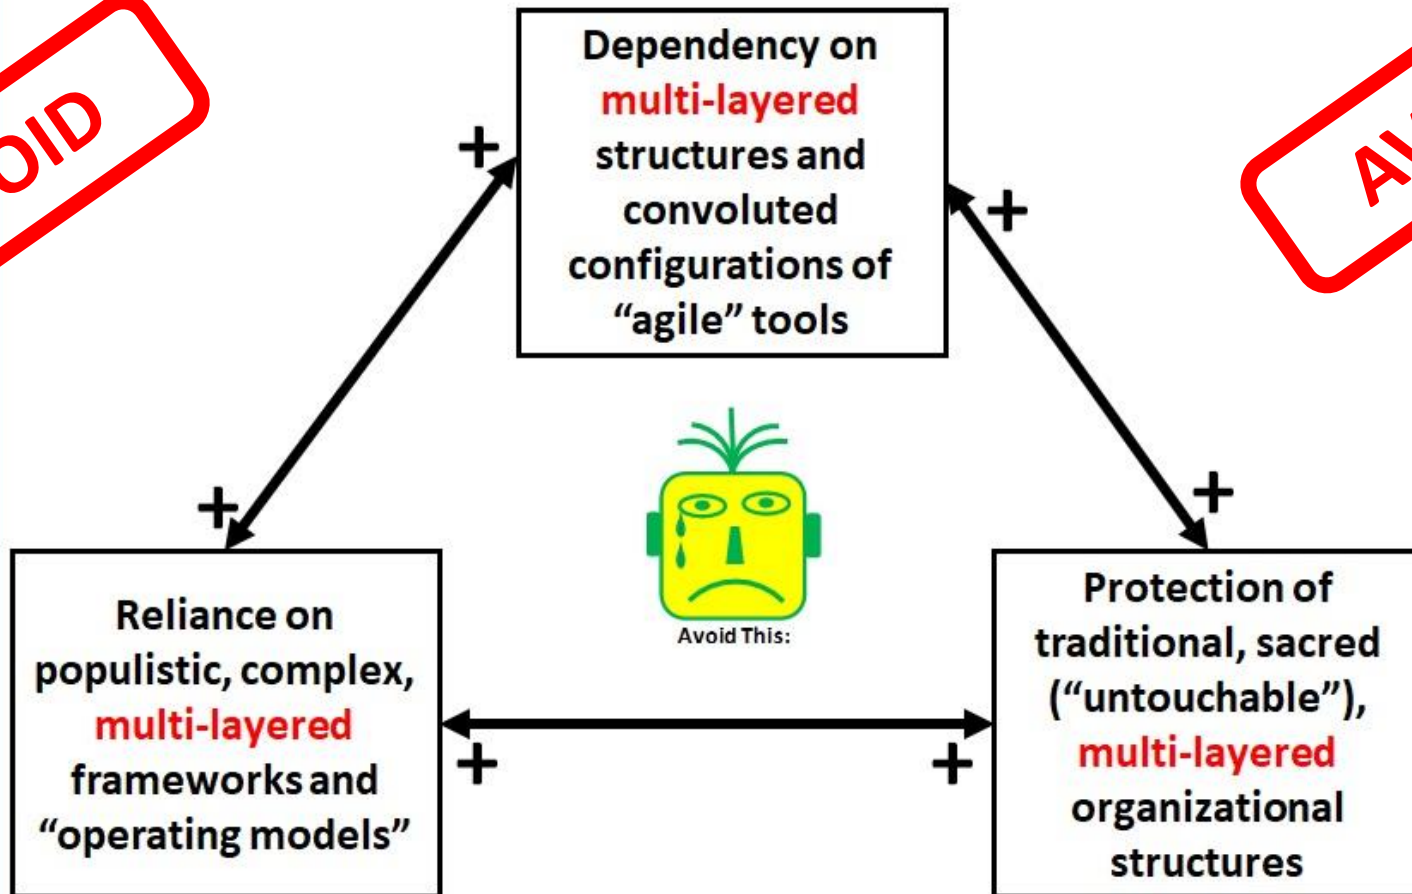 Dependency on
multi-layered
structures and
convoluted
configurations of
“agile” tools
+
+
+
+
Avoid This:
Reliance on
populistic, complex,
multi-layered
frameworks and
“operating models”
+
+
Protection of
traditional, sacred
(“untouchable”),
multi-layered
organizational
structures